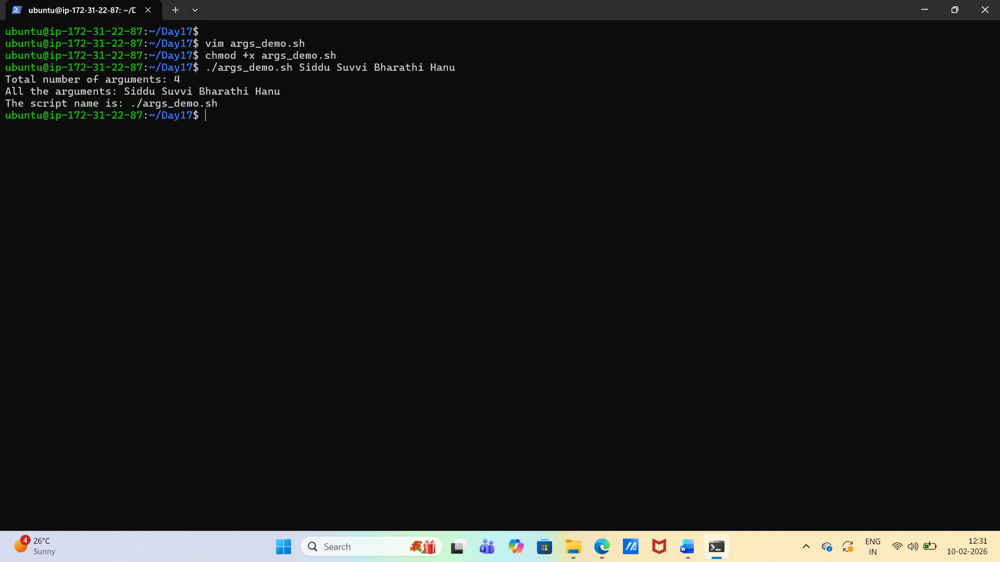 ubuntu@ip-172-31-22-87: ~/D
ubuntu@ip-172-31-22-87:~/Day17$
ubuntu@ip-172-31-22-87:~/Day17$ vim args_demo.sh
ubuntu@ip-172-31-22-87:~/Day17$ chmod +x args_demo.sh
ubuntu@ip-172-31-22-87:~/Day17$ ./args_demo.sh Siddu Suvvi Bharathi Hanu
Total number of arguments: 4
All the arguments: Siddu Suvvi Bharathi Hanu
The script name is: ./args_demo.sh
ubuntu@ip-172-31-22-87:~/Day17$
4
26°C
Sunny
Search
T
W
ENG
IN
12:31
10-02-2026